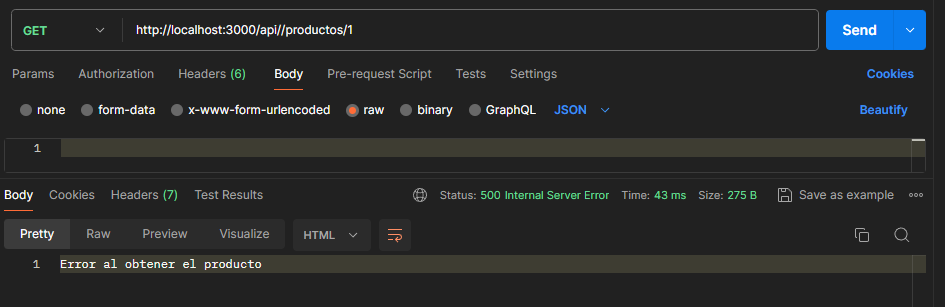 GET http://localhost:3000/api//productos/1 Send
Params Authorization Headers (6) Body Pre-request Script Tests Settings Cookies
none form-data x-www-form-urlencoded raw binary GraphQL JSON Beautify
1
Body Cookies Headers (7) Test Results Status: 500 Internal Server Error Time: 43 ms Size: 275 B Save as example
Pretty Raw Preview Visualize HTML
1 Error al obtener el producto